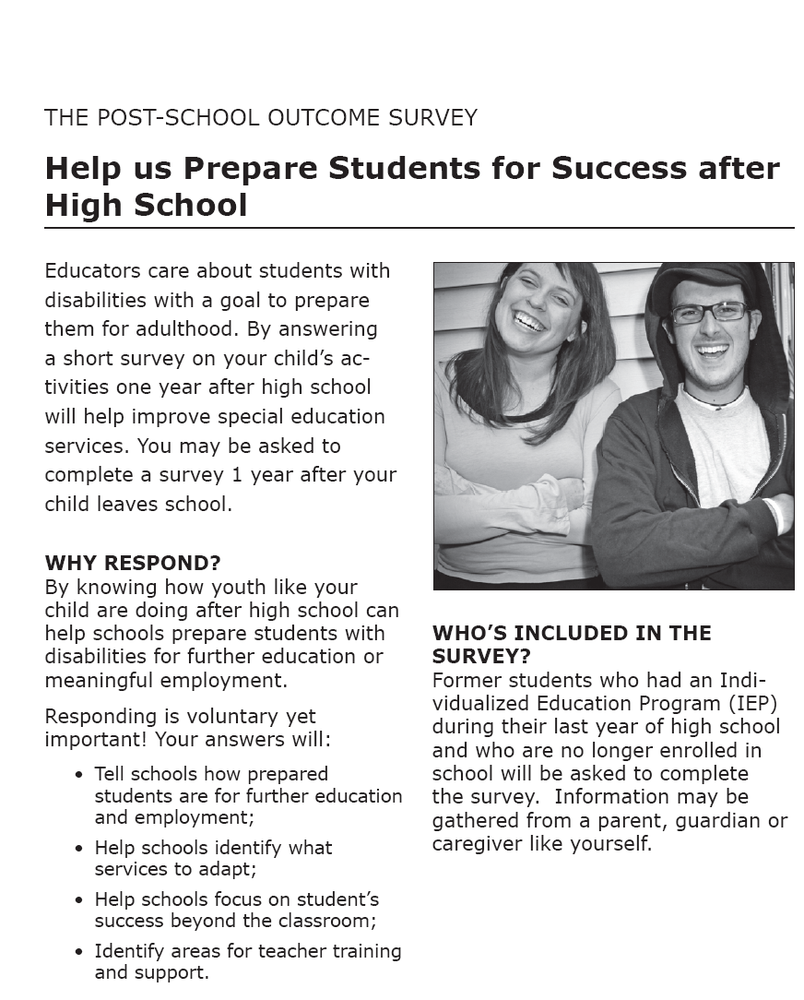 THE POST-SCHOOL OUTCOME SURVEY
Help us Prepare Students for Success after
High School
Educators care about students with
disabilities with a goal to prepare
them for adulthood. By answering
a short survey on your child’s ac-
tivities one year after high school
will help improve special education
services. You may be asked to
complete a survey 1 year after your
child leaves school.
WHY RESPOND?
By knowing how youth like your
child are doing after high school can
help schools prepare students with
disabilities for further education or
meaningful employment.
Responding is voluntary yet
important! Your answers will:
• Tell schools how prepared
students are for further education
and employment;
• Help schools identify what
services to adapt;
• Help schools focus on student’s
success beyond the classroom;
• Identify areas for teacher training
and support.
WHO’S INCLUDED IN THE
SURVEY?
Former students who had an Indi-
vidualized Education Program (IEP)
during their last year of high school
and who are no longer enrolled in
school will be asked to complete
the survey.  Information may be
gathered from a parent, guardian or
caregiver like yourself.